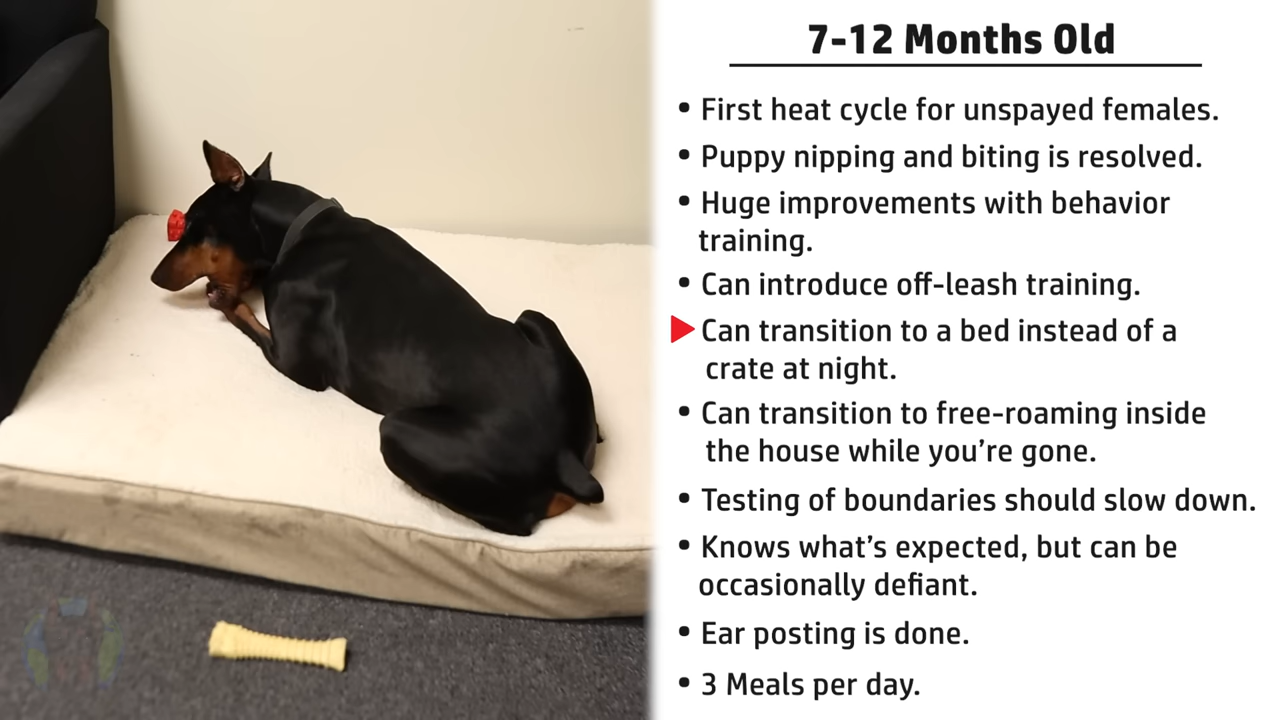 7-12 Months Old
• First heat cycle for unspayed females.
• Puppy nipping and biting is resolved.
• Huge improvements with behavior
training.
• Can introduce off-leash training.
Can transition to a bed instead of a
crate at night.
• Can transition to free-roaming inside
the house while you're gone.
• Testing of boundaries should slow down.
• Knows what's expected, but can be
occasionally defiant.
• Ear posting is done.
• 3 Meals per day.